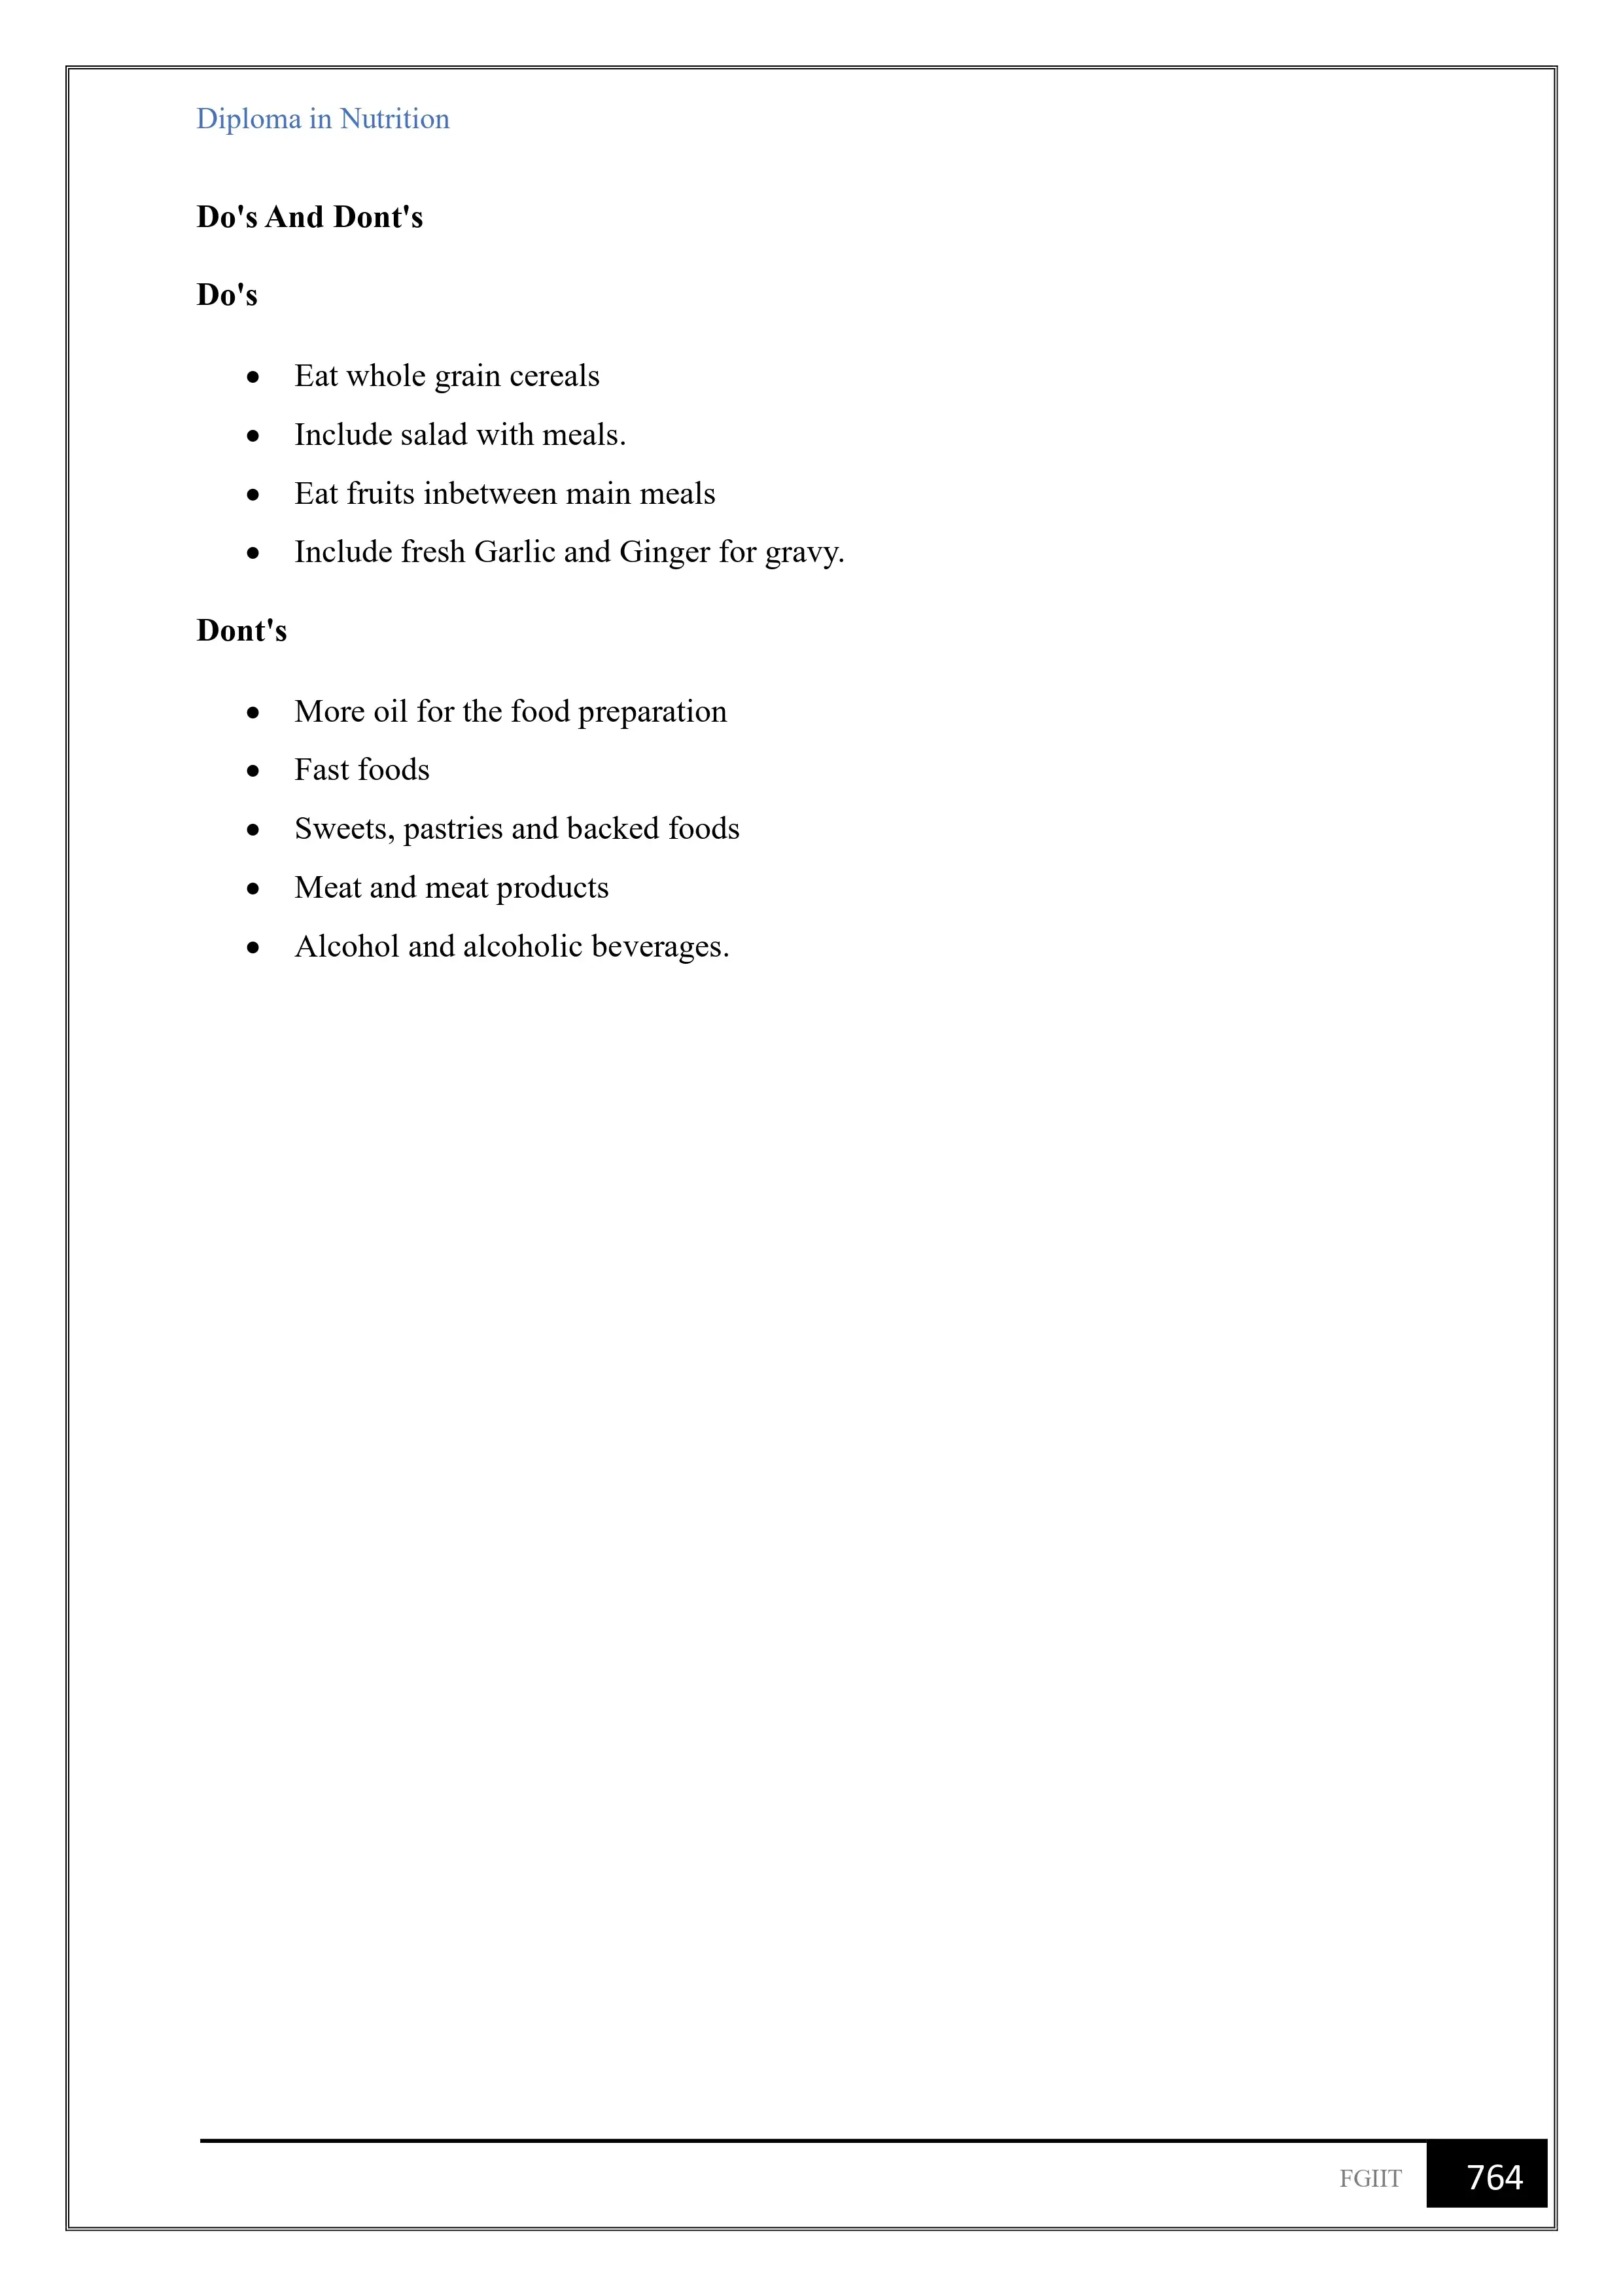 Diploma in Nutrition
Do's And Dont's
Do's
• Eat whole grain cereals
• Include salad with meals.
• Eat fruits inbetween main meals
• Include fresh Garlic and Ginger for gravy.
Dont's
• More oil for the food preparation
• Fast foods
• Sweets, pastries and backed foods
• Meat and meat products
• Alcohol and alcoholic beverages.
FGIIT 764